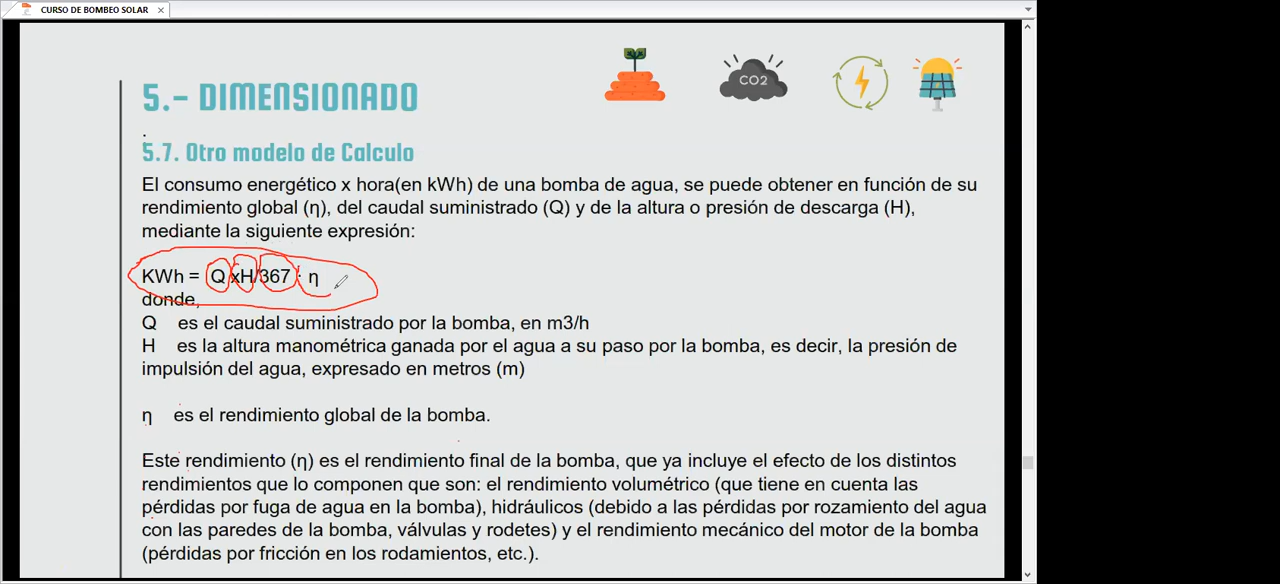 CURSO DE BOMBEO SOLAR
CO2
5.- DIMENSIONADO
.
5.7. Otro modelo de Calculo
El consumo energético x hora(en kWh) de una bomba de agua, se puede obtener en función de su
rendimiento global (η), del caudal suministrado (Q) y de la altura o presión de descarga (H),
mediante la siguiente expresión:
KWh = Q xH/367 · η
donde,
Q es el caudal suministrado por la bomba, en m3/h
H es la altura manométrica ganada por el agua a su paso por la bomba, es decir, la presión de
impulsión del agua, expresado en metros (m)
η es el rendimiento global de la bomba.
Este rendimiento (η) es el rendimiento final de la bomba, que ya incluye el efecto de los distintos
rendimientos que lo componen que son: el rendimiento volumétrico (que tiene en cuenta las
pérdidas por fuga de agua en la bomba), hidráulicos (debido a las pérdidas por rozamiento del agua
con las paredes de la bomba, válvulas y rodetes) y el rendimiento mecánico del motor de la bomba
(pérdidas por fricción en los rodamientos, etc.).